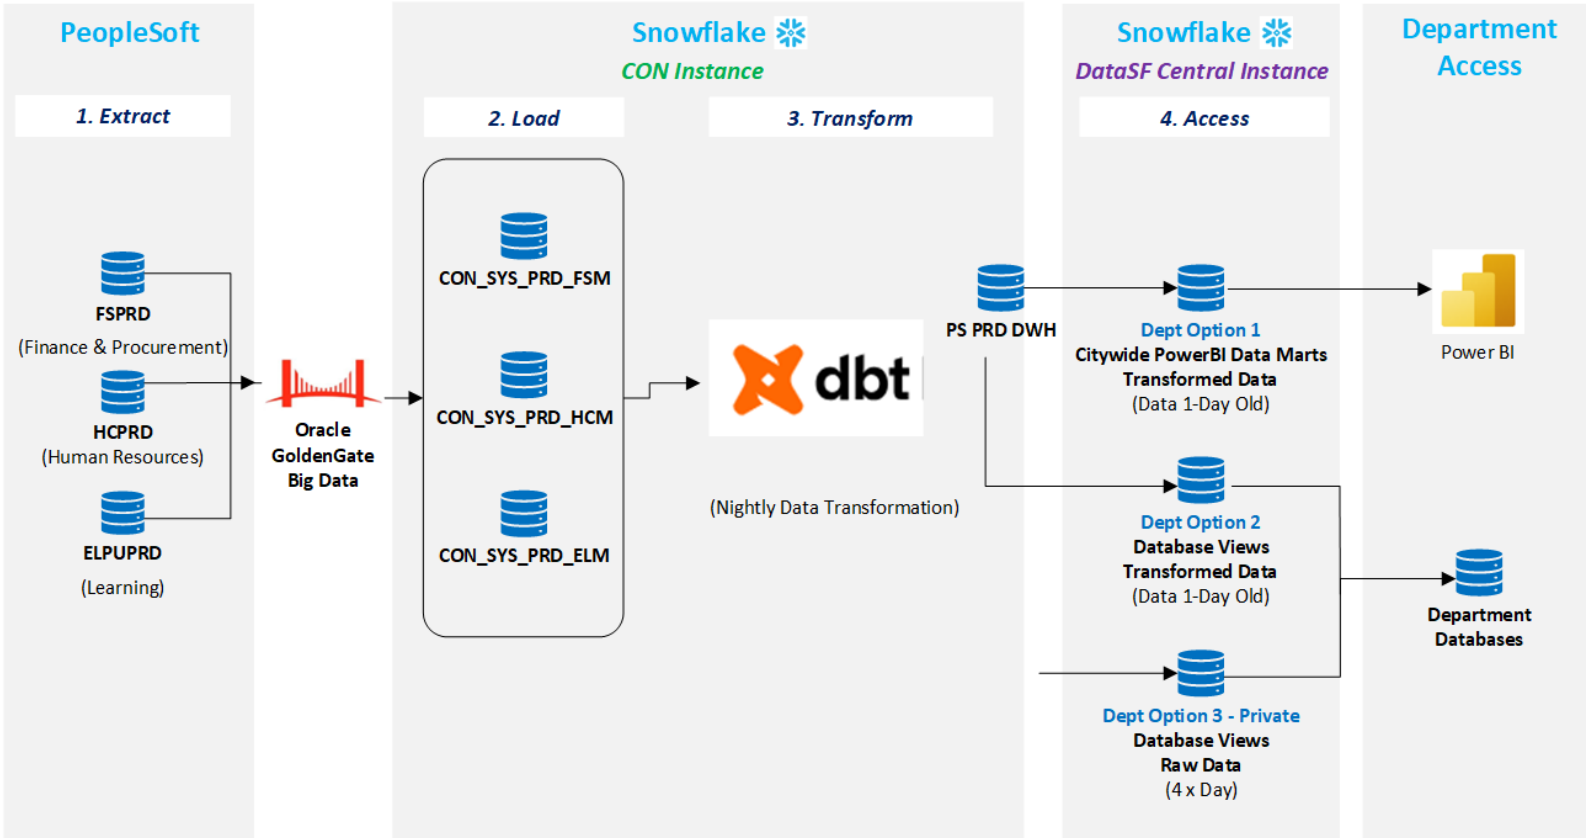 PeopleSoft
1. Extract
FSPRD
(Finance & Procurement)
HCPRD
(Human Resources)
ELPUPRD
(Learning)
Oracle
GoldenGate
Big Data
Snowflake
CON Instance
2. Load
CON_SYS_PRD_FSM
CON_SYS_PRD_HCM
CON_SYS_PRD_ELM
3. Transform
dbt
(Nightly Data Transformation)
PS PRD DWH
Snowflake
DataSF Central Instance
4. Access
Dept Option 1
Citywide PowerBI Data Marts
Transformed Data
(Data 1-Day Old)
Dept Option 2
Database Views
Transformed Data
(Data 1-Day Old)
Dept Option 3 - Private
Database Views
Raw Data
(4 x Day)
Department
Access
Power BI
Department
Databases